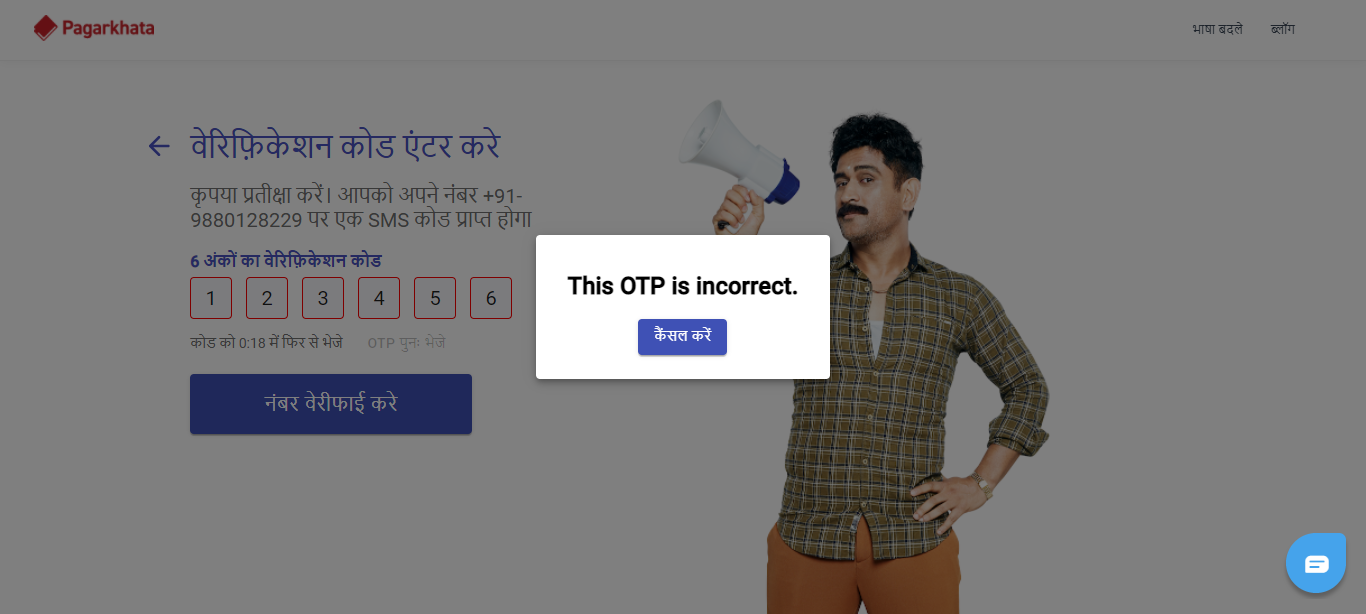 Pagarkhata
भाषा बदले
ब्लॉग
वेरिफ़िकेशन कोड एंटर करे
कृपया प्रतीक्षा करें। आपको अपने नंबर +91-
9880128229 पर एक SMS कोड प्राप्त होगा
6 अंकों का वेरिफ़िकेशन कोड
1 2 3 4 5 6
कोड को 0:18 में फिर से भेजे OTP पुनः भेजे
नंबर वेरीफाई करे
This OTP is incorrect.
कैंसल करें